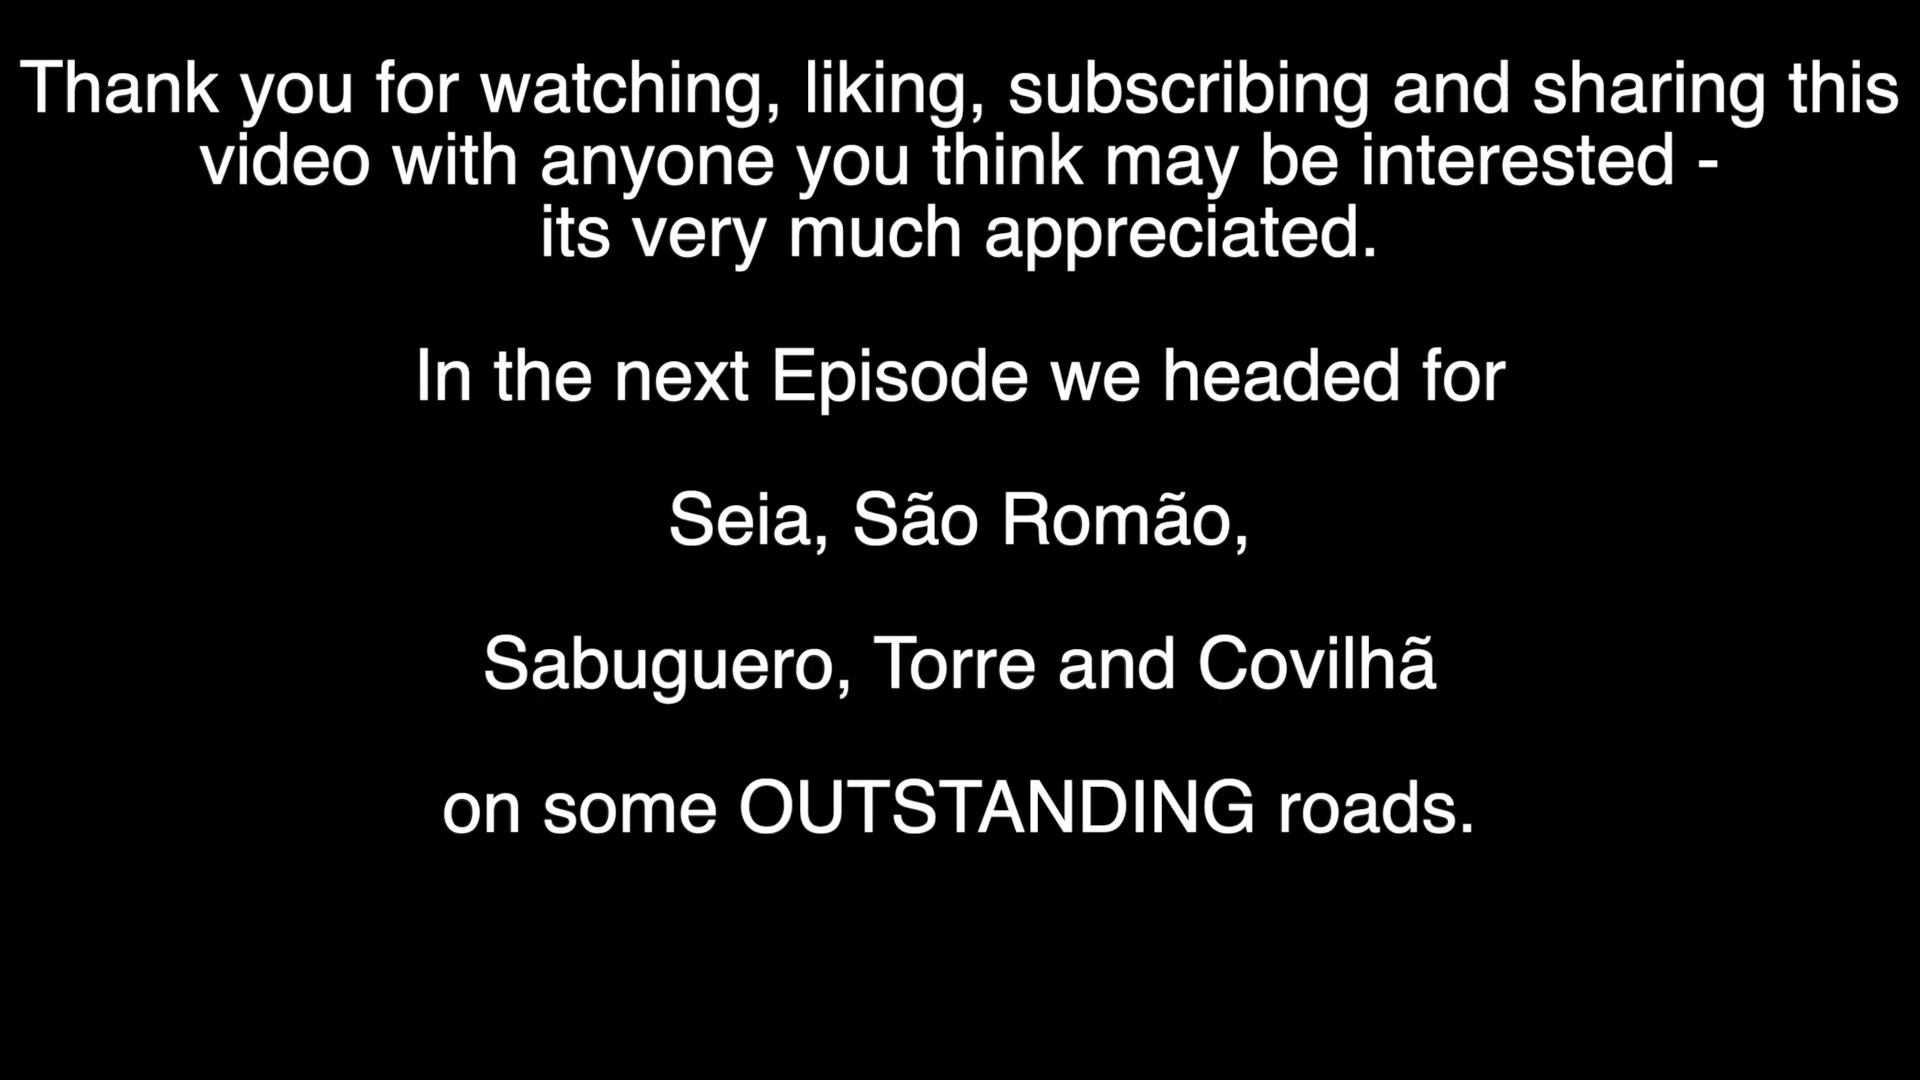 Thank you for watching, liking, subscribing and sharing this
video with anyone you think may be interested -
its very much appreciated.
In the next Episode we headed for
Seia, São Romão,
Sabuguero, Torre and Covilhã
on some OUTSTANDING roads.